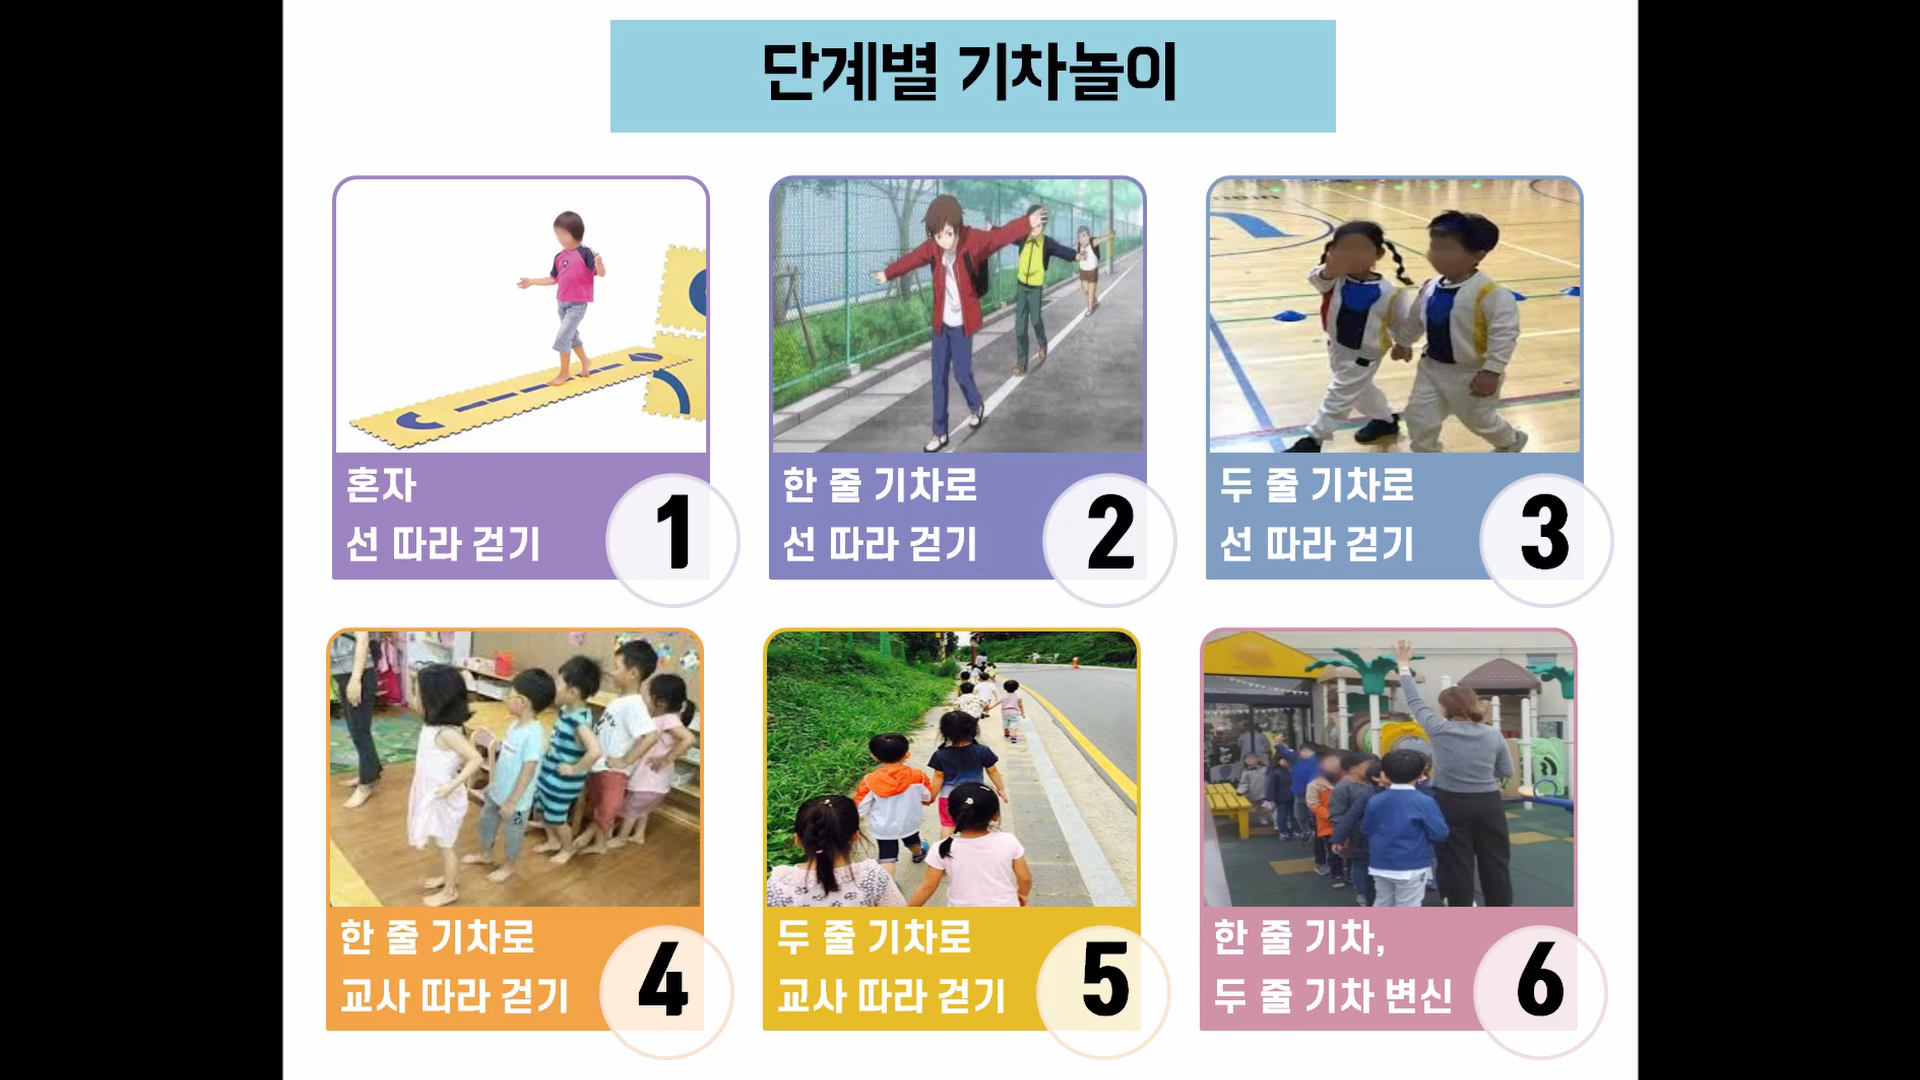 단계별 기차놀이
혼자
선 따라 걷기
1
한 줄 기차로
선 따라 걷기
2
두 줄 기차로
선 따라 걷기
3
한 줄 기차로
교사 따라 걷기
4
두 줄 기차로
교사 따라 걷기
5
한 줄 기차,
두 줄 기차 변신
6